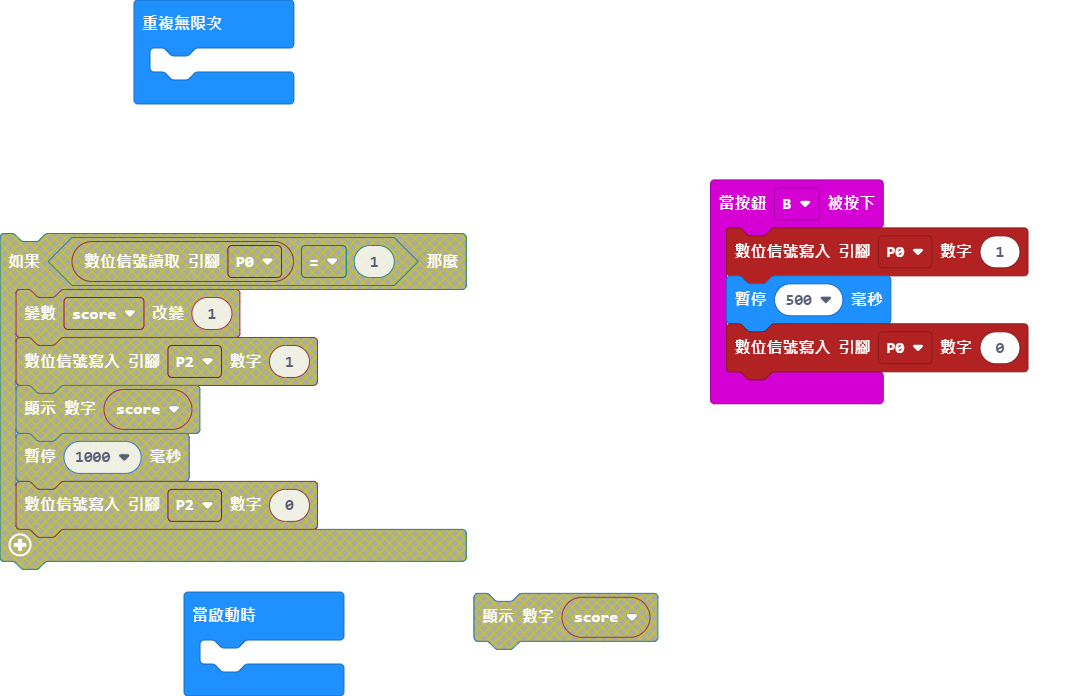 重複無限次
當按鈕 B 被按下
數位信號寫入 引腳 P0 數字 1
暫停 500 毫秒
數位信號寫入 引腳 P0 數字 0
如果 數位信號讀取 引腳 P0 = 1 那麼
變數 score 改變 1
數位信號寫入 引腳 P2 數字 1
顯示 數字 score
暫停 1000 毫秒
數位信號寫入 引腳 P2 數字 0
當啟動時
顯示 數字 score